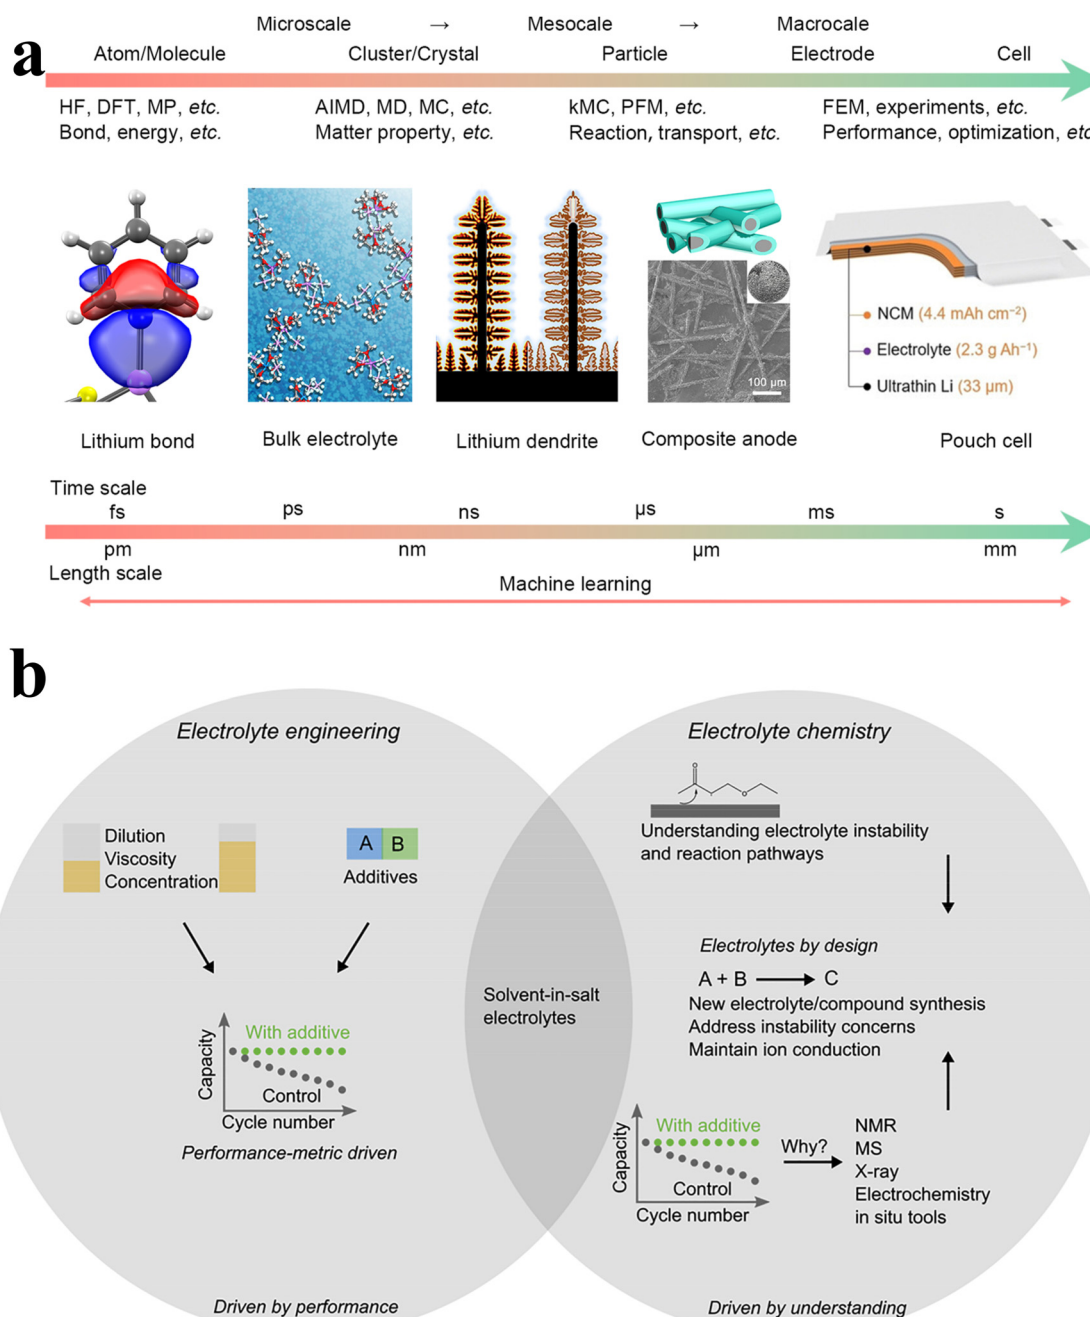 a
Microscale → Mesocale → Macrocale
Atom/Molecule Cluster/Crystal Particle Electrode Cell
HF, DFT, MP, etc. AIMD, MD, MC, etc. kMC, PFM, etc. FEM, experiments, etc.
Bond, energy, etc. Matter property, etc. Reaction, transport, etc. Performance, optimization, etc
100 µm
NCM (4.4 mAh cm⁻²)
Electrolyte (2.3 g Ah⁻¹)
Ultrathin Li (33 µm)
Lithium bond Bulk electrolyte Lithium dendrite Composite anode Pouch cell
Time scale
fs ps ns µs ms s
pm nm µm mm
Length scale
Machine learning
b
Electrolyte engineering
Dilution
Viscosity
Concentration
A B
Additives
Capacity
With additive
Control
Cycle number
Performance-metric driven
Driven by performance
Solvent-in-salt
electrolytes
Electrolyte chemistry
O
O
Understanding electrolyte instability
and reaction pathways
Electrolytes by design
A + B → C
New electrolyte/compound synthesis
Address instability concerns
Maintain ion conduction
Capacity
With additive
Control
Cycle number
Why?
NMR
MS
X-ray
Electrochemistry
in situ tools
Driven by understanding